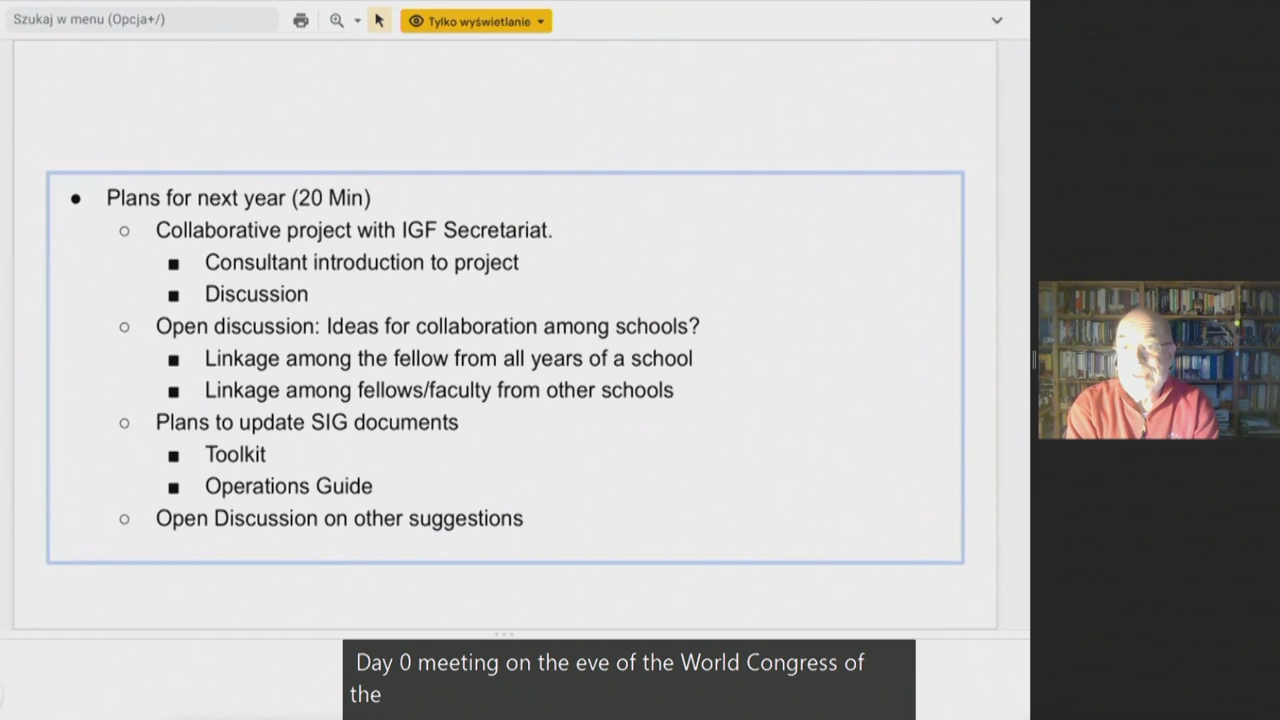 Szukaj w menu (Opcja+/)
Tylko wyświetlanie
● Plans for next year (20 Min)
○ Collaborative project with IGF Secretariat.
■ Consultant introduction to project
■ Discussion
○ Open discussion: Ideas for collaboration among schools?
■ Linkage among the fellow from all years of a school
■ Linkage among fellows/faculty from other schools
○ Plans to update SIG documents
■ Toolkit
■ Operations Guide
○ Open Discussion on other suggestions
Day 0 meeting on the eve of the World Congress of
the